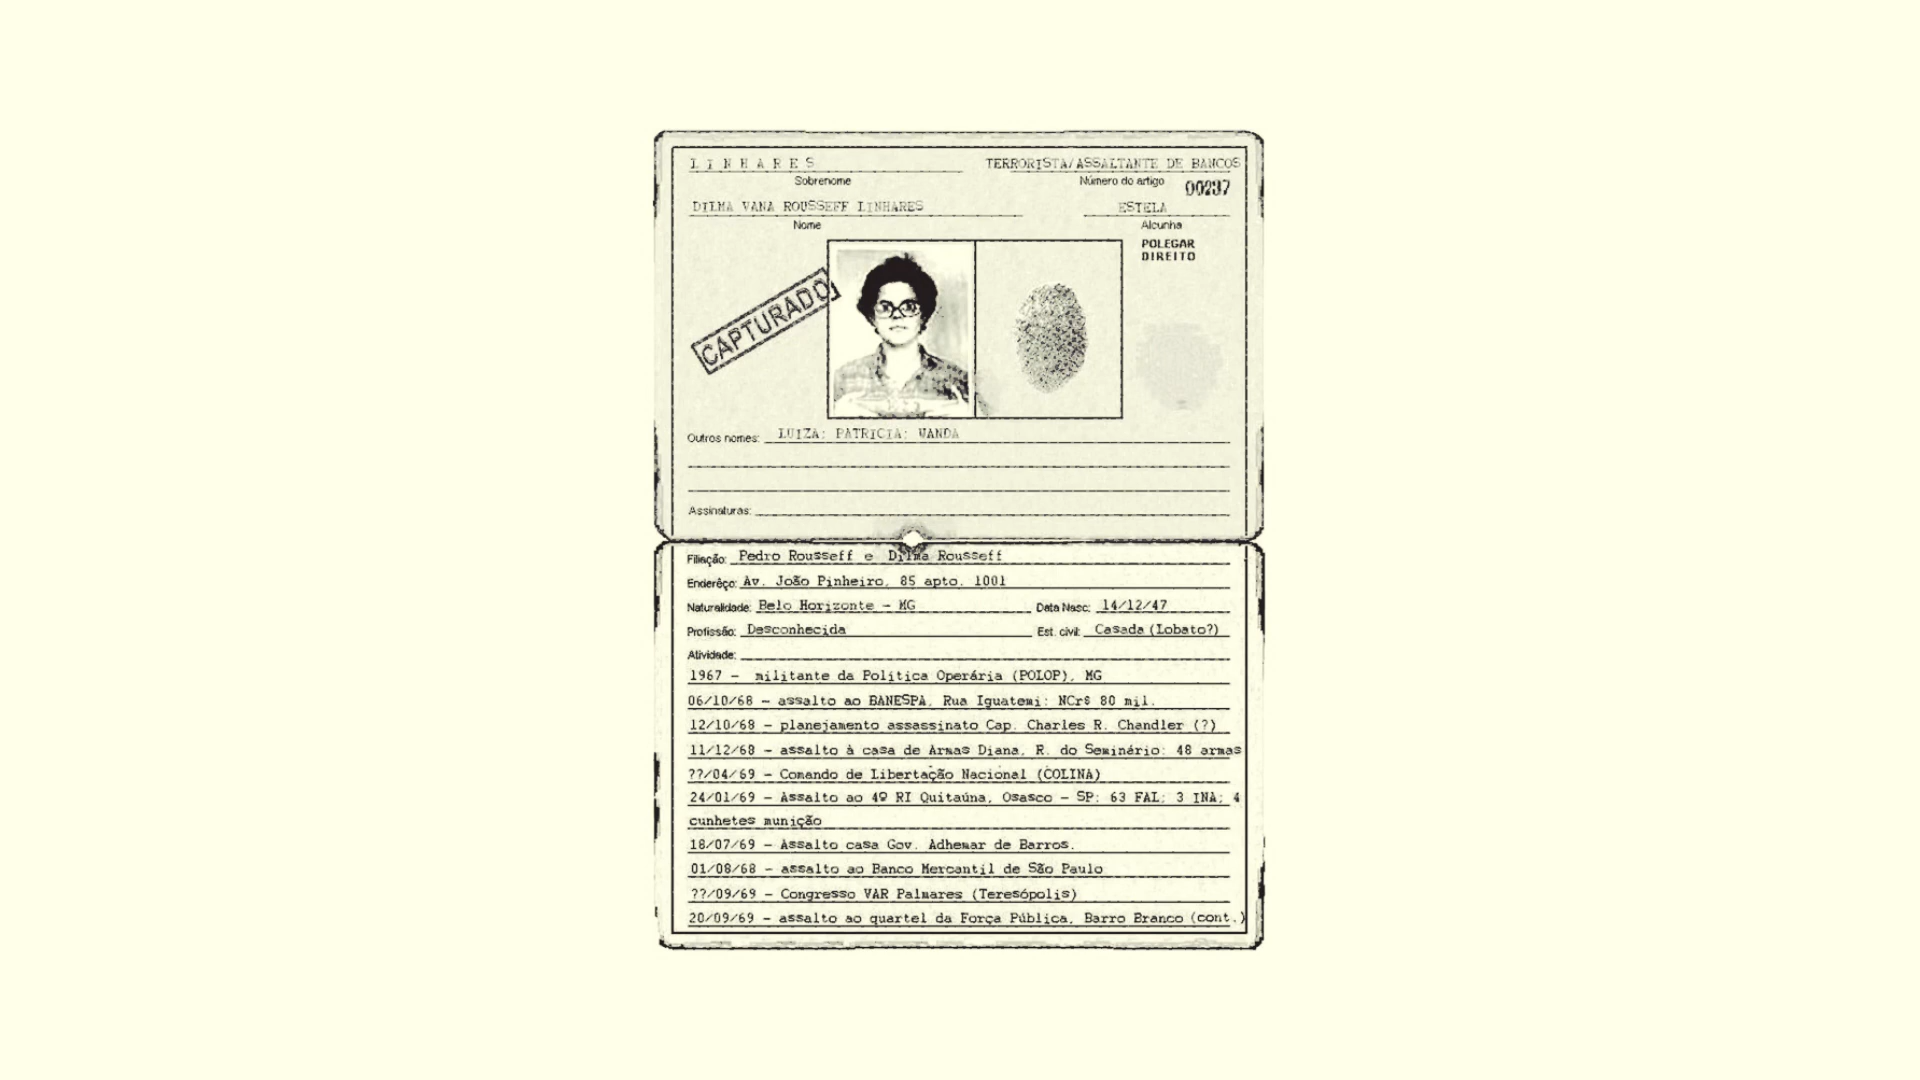 LINHARES TERRORISTA/ASSALTANTE DE BANCOS
Sobrenome Número do artigo 00297
DILMA VANA ROUSSEFF LINHARES ESTELA
Nome Alcunha
POLEGAR
DIREITO
CAPTURADO
Outros nomes: LUIZA; PATRICIA; WANDA
Assinaturas:
Filiação: Pedro Rousseff e Dilma Rousseff
Enderêço: Av. João Pinheiro, 85 apto. 1001
Naturalidade: Belo Horizonte - MG Data Nasc: 14/12/47
Profissão: Desconhecida Est. civil: Casada (Lobato?)
Atividade:
1967 - militante da Política Operária (POLOP), MG
06/10/68 - assalto ao BANESPA, Rua Iguatemi: NCr$ 80 mil.
12/10/68 - planejamento assassinato Cap. Charles R. Chandler (?)
11/12/68 - assalto à casa de Armas Diana, R. do Seminário: 48 armas
??/04/69 - Comando de Libertação Nacional (COLINA)
24/01/69 - Assalto ao 4º RI Quitaúna, Osasco - SP: 63 FAL; 3 INA; 4
cunhetes munição
18/07/69 - Assalto casa Gov. Adhemar de Barros.
01/08/68 - assalto ao Banco Mercantil de São Paulo
??/09/69 - Congresso VAR Palmares (Teresópolis)
20/09/69 - assalto ao quartel da Força Pública, Barro Branco (cont.)